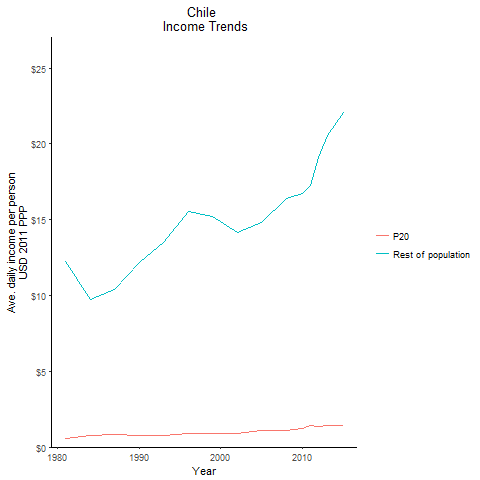 Chile
Income Trends
Ave. daily income per person
USD 2011 PPP
$25
$20
$15
$10
$5
$0
1980
1990
2000
2010
Year
P20
Rest of population